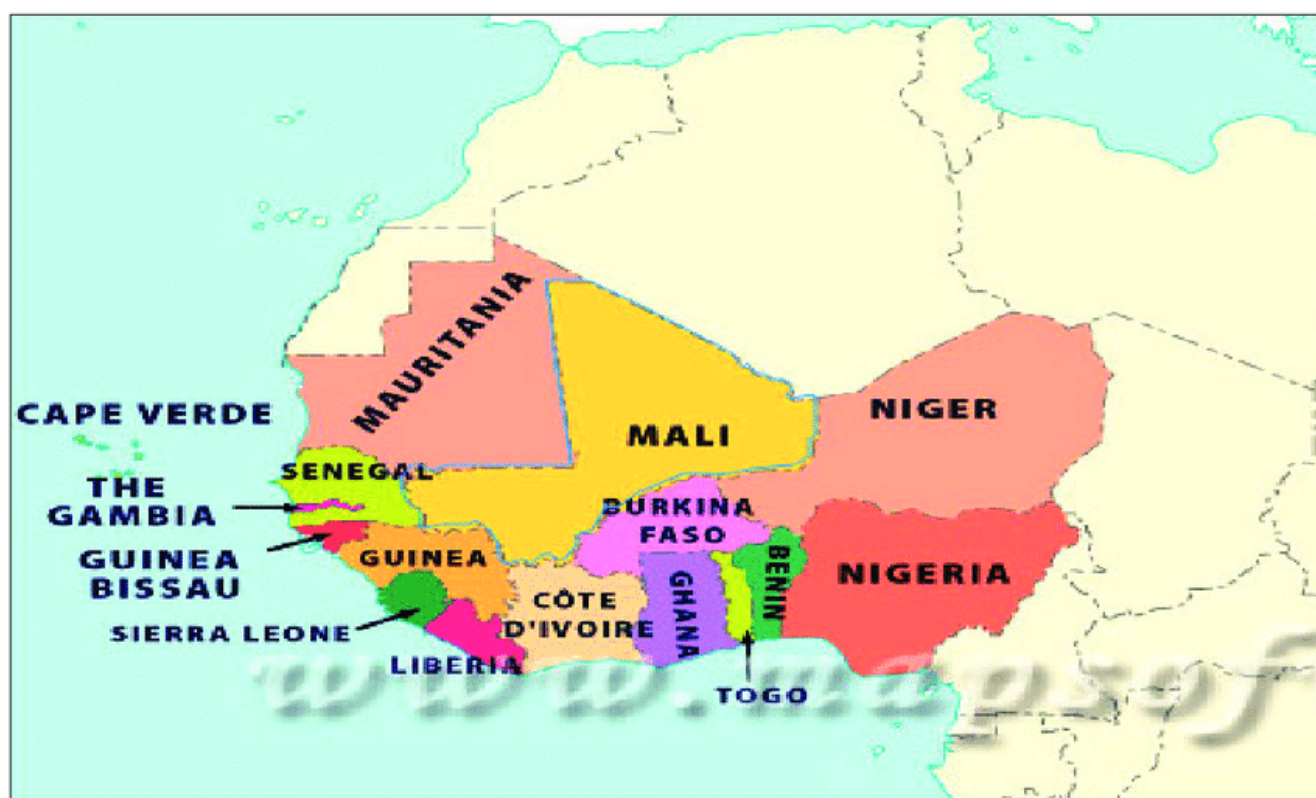 MAURITANIA
CAPE VERDE
NIGER
MALI
SENEGAL
THE
GAMBIA
BURKINA
FASO
GUINEA
BISSAU
GUINEA
BENIN
NIGERIA
GHANA
CÔTE
D'IVOIRE
SIERRA LEONE
LIBERIA
TOGO
www.mapsof